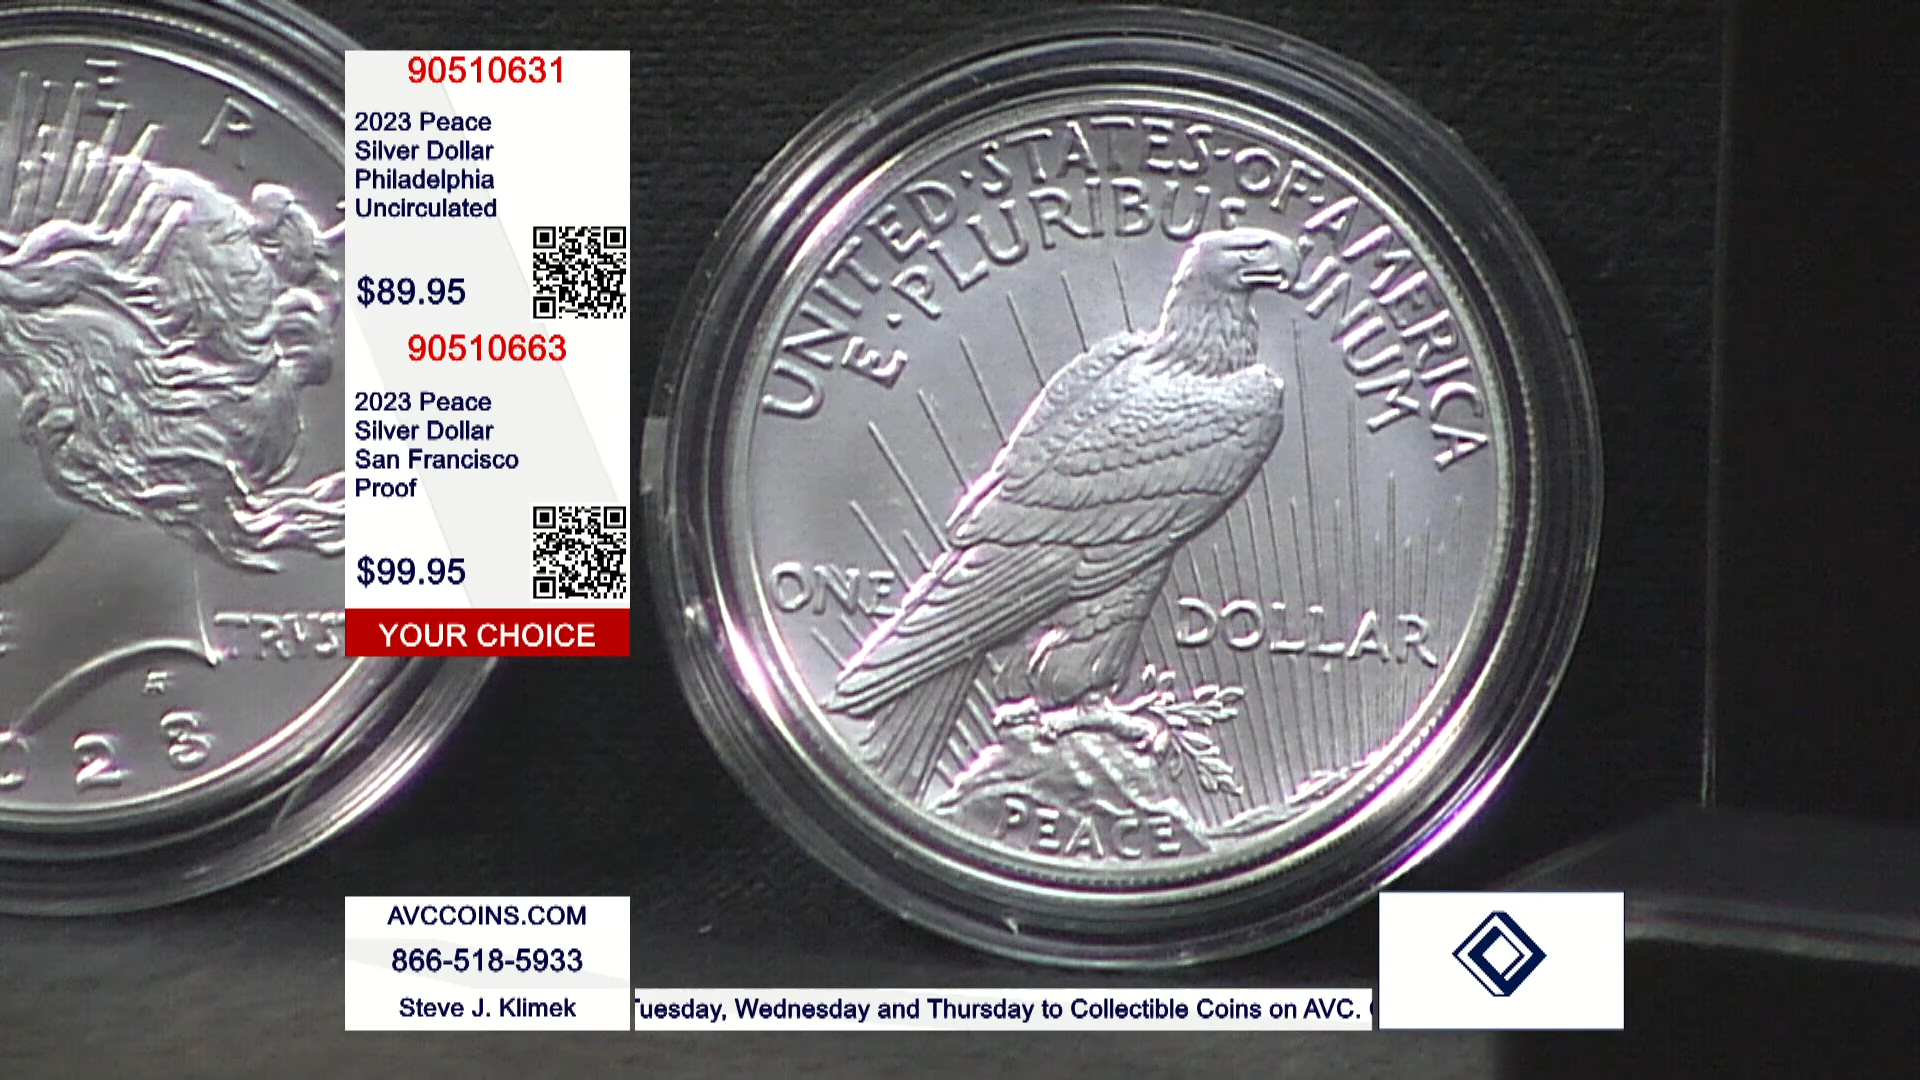 90510631
2023 Peace
Silver Dollar
Philadelphia
Uncirculated
$89.95
90510663
2023 Peace
Silver Dollar
San Francisco
Proof
$99.95
YOUR CHOICE
AVCCOINS.COM
866-518-5933
Steve J. Klimek
Tuesday, Wednesday and Thursday to Collectible Coins on AVC.
UNITED·STATES·OF·AMERICA
E·PLURIBUS UNUM
ONE DOLLAR
PEACE
TRUS